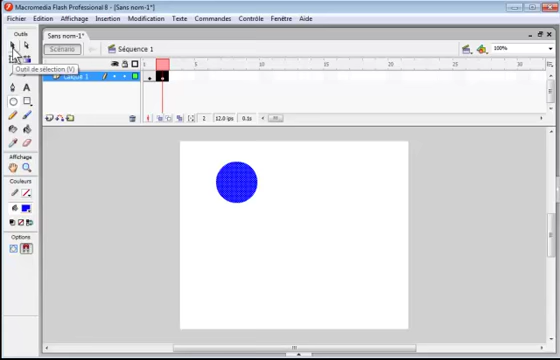 Macromedia Flash Professional 8 - [Sans nom-1*]
Fichier Edition Affichage Insertion Modification Texte Commandes Contrôle Fenêtre Aide
Outils
Sans nom-1*
Scénario
Séquence 1
100%
Outil de sélection (V)
Calque 1
1 5 10 15 20 25 30
2 12.0 ips 0.1s
Affichage
Couleurs
Options